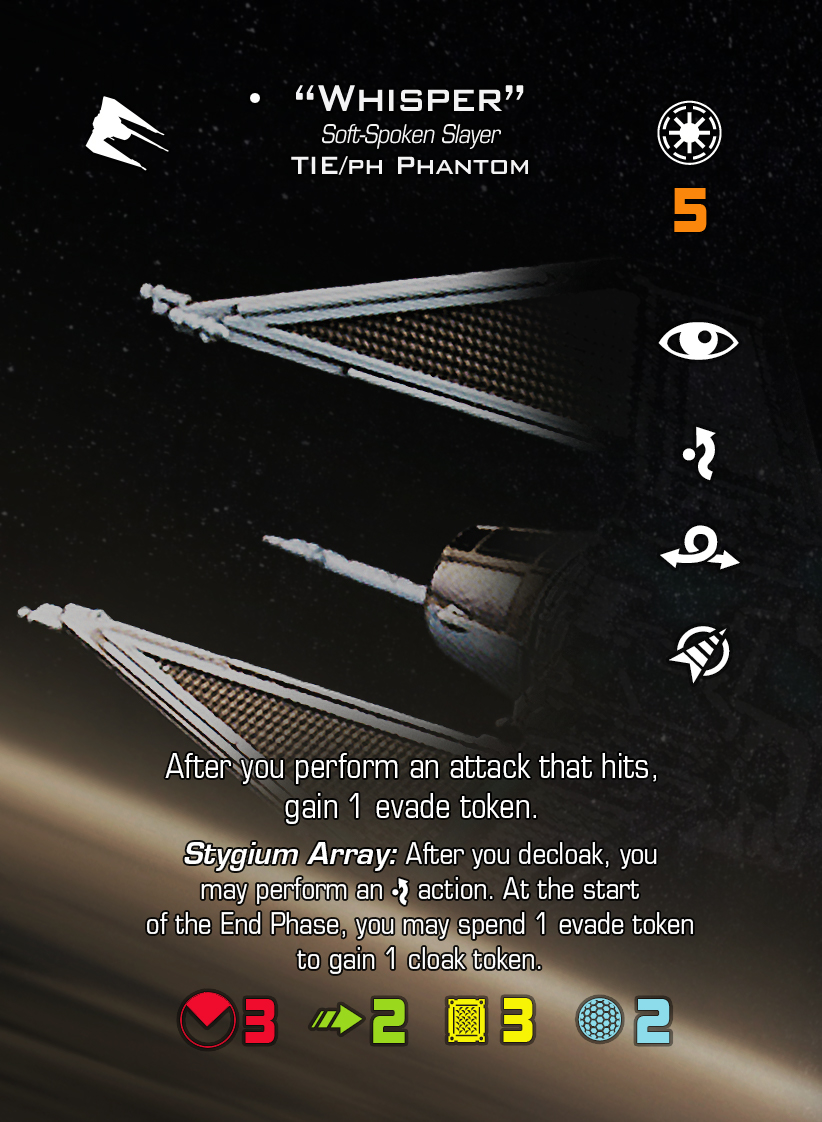 • “Whisper”
Soft-Spoken Slayer
TIE/ph Phantom
5
After you perform an attack that hits,
gain 1 evade token.
Stygium Array: After you decloak, you
may perform an action. At the start
of the End Phase, you may spend 1 evade token
to gain 1 cloak token.
3 2 3 2